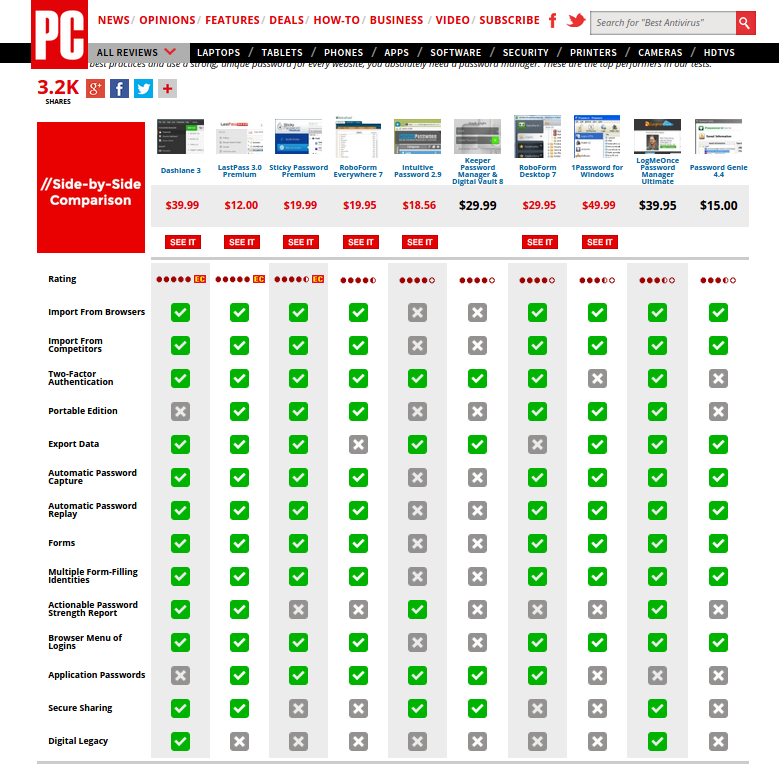 PC
NEWS/ OPINIONS/ FEATURES/ DEALS/ HOW-TO/ BUSINESS / VIDEO/ SUBSCRIBE
Search for "Best Antivirus"
ALL REVIEWS
LAPTOPS / TABLETS / PHONES / APPS / SOFTWARE / SECURITY / PRINTERS / CAMERAS / HDTVS
best practices and use a strong, unique password for every website, you absolutely need a password manager. These are the top performers in our tests.
3.2K
SHARES
g+ f +
//Side-by-Side
Comparison
Dashlane 3
LastPass 3.0
Premium
Sticky Password
Premium
RoboForm
Everywhere 7
Intuitive
Password 2.9
Keeper
Password
Manager &
Digital Vault 8
RoboForm
Desktop 7
1Password for
Windows
LogMeOnce
Password
Manager
Ultimate
Password Genie
4.4
$39.99 $12.00 $19.99 $19.95 $18.56 $29.99 $29.95 $49.99 $39.95 $15.00
SEE IT SEE IT SEE IT SEE IT SEE IT SEE IT SEE IT
Rating
EC EC EC
Import From Browsers
Import From
Competitors
Two-Factor
Authentication
Portable Edition
Export Data
Automatic Password
Capture
Automatic Password
Replay
Forms
Multiple Form-Filling
Identities
Actionable Password
Strength Report
Browser Menu of
Logins
Application Passwords
Secure Sharing
Digital Legacy